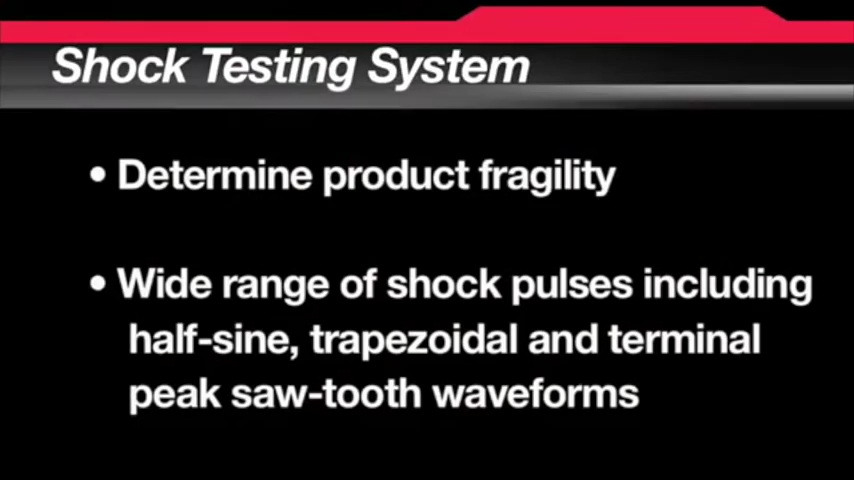 Shock Testing System
• Determine product fragility
• Wide range of shock pulses including
half-sine, trapezoidal and terminal
peak saw-tooth waveforms